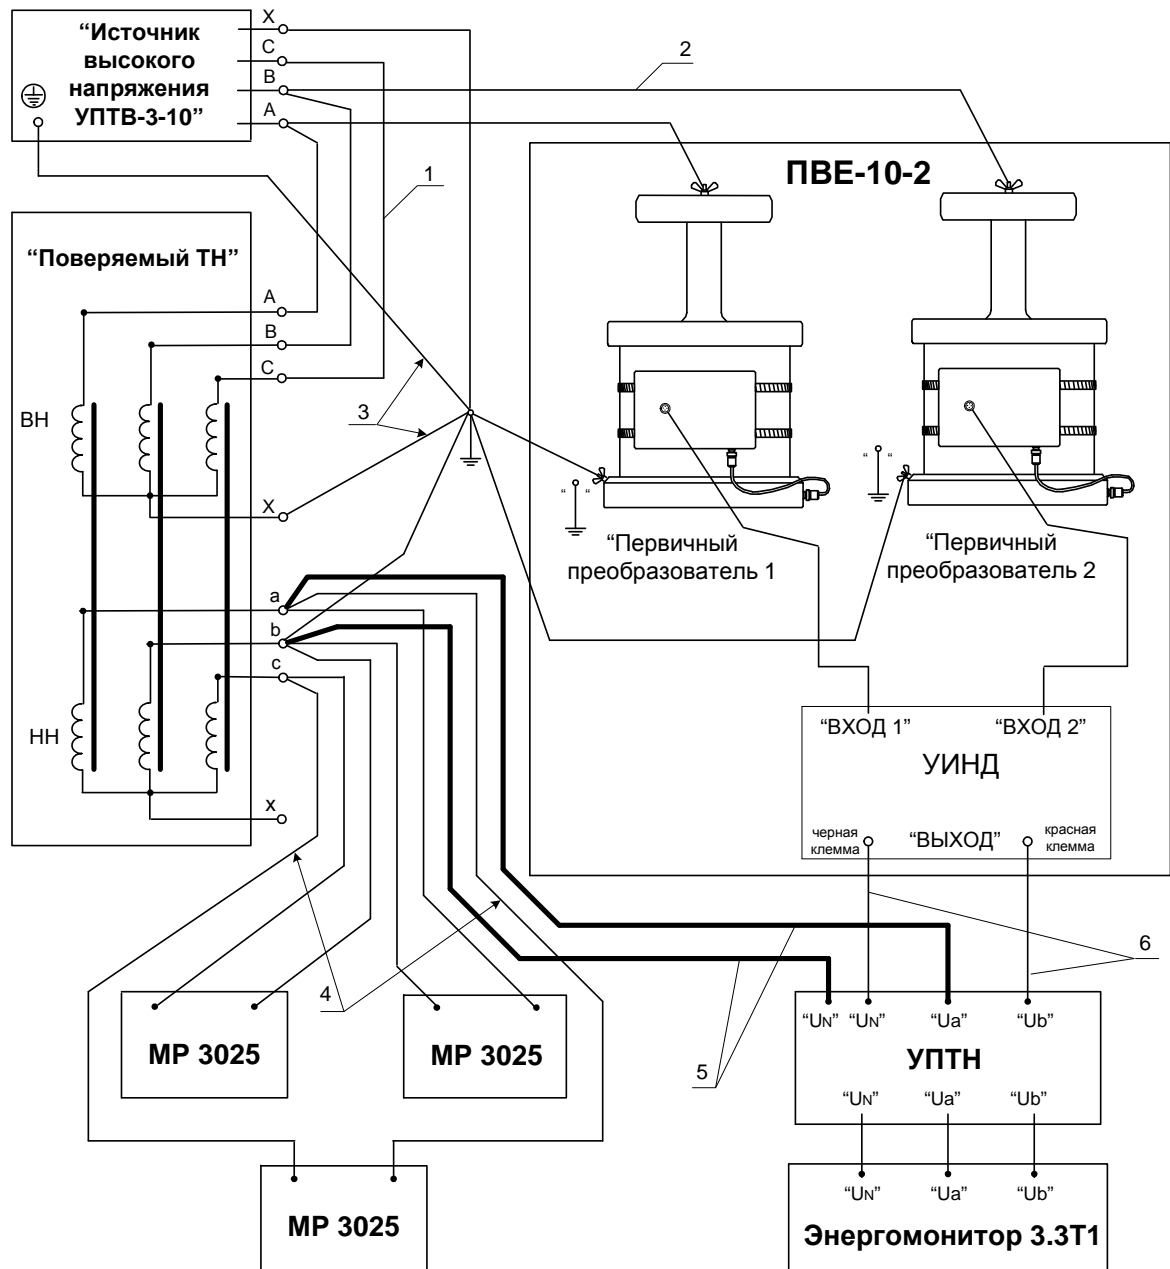 “Источник
высокого
напряжения
УПТВ-3-10”
X
C
B
A
2
1
ПВЕ-10-2
“Поверяемый ТН”
A
B
C
ВН
3
X
“ “
“ “
“Первичный
преобразователь 1
“Первичный
преобразователь 2
a
b
c
НН
x
“ВХОД 1”
“ВХОД 2”
УИНД
черная
клемма
“ВЫХОД”
красная
клемма
4
5
6
МР 3025
МР 3025
МР 3025
“UN”
“UN”
“Ua”
“Ub”
УПТН
“UN”
“Ua”
“Ub”
“UN”
“Ua”
“Ub”
Энергомонитор 3.3Т1